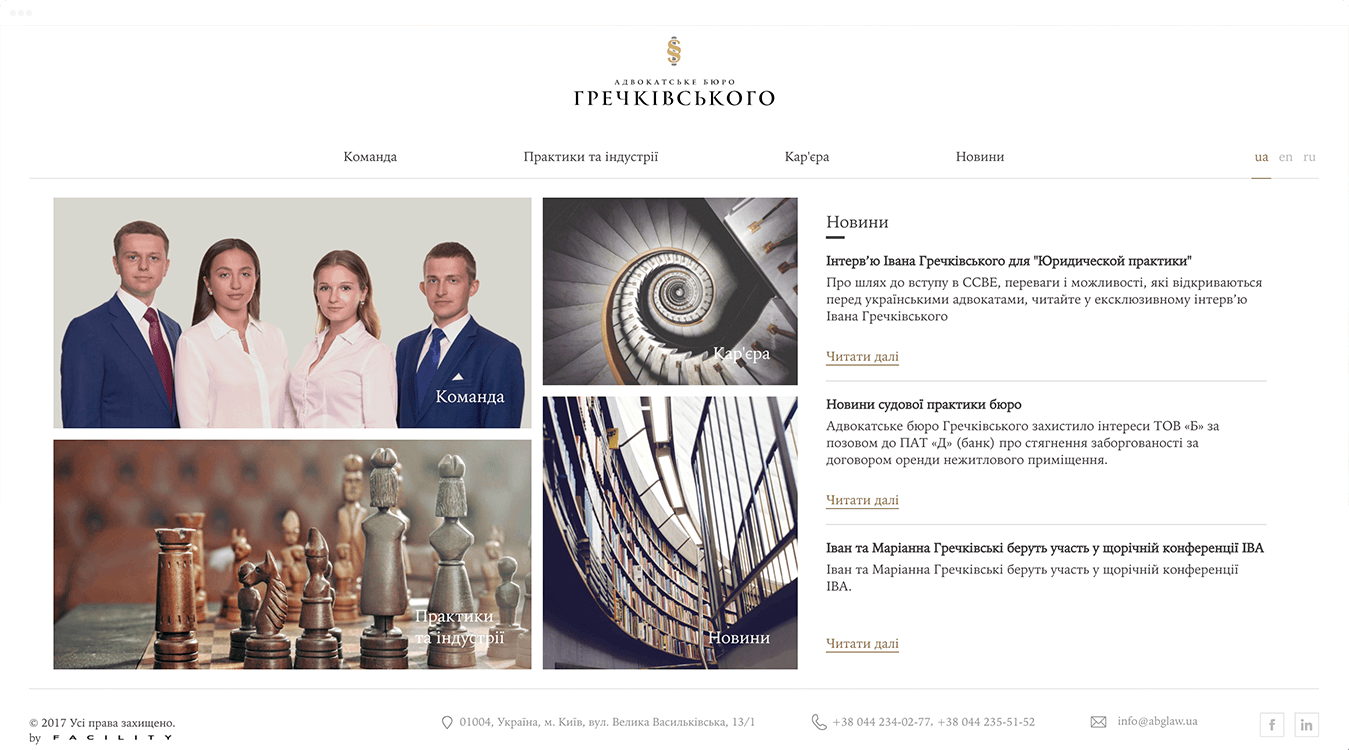 АДВОКАТСЬКЕ БЮРО
ГРЕЧКІВСЬКОГО
Команда
Практики та індустрії
Кар'єра
Новини
ua en ru
Команда
Кар'єра
Практики
та індустрії
Новини
Новини
Інтерв’ю Івана Гречківського для "Юридической практики"
Про шлях до вступу в ССВЕ, переваги і можливості, які відкриваються
перед українськими адвокатами, читайте у ексклюзивному інтерв’ю
Івана Гречківського
Читати далі
Новини судової практики бюро
Адвокатське бюро Гречківського захистило інтереси ТОВ «Б» за
позовом до ПАТ «Д» (банк) про стягнення заборгованості за
договором оренди нежитлового приміщення.
Читати далі
Іван та Маріанна Гречківські беруть участь у щорічній конференції IBA
Іван та Маріанна Гречківські беруть участь у щорічній конференції
IBA.
Читати далі
© 2017 Усі права захищено.
by FACILITY
01004, Україна, м. Київ, вул. Велика Васильківська, 13/1
+38 044 234-02-77, +38 044 235-51-52
info@abglaw.ua
f
in